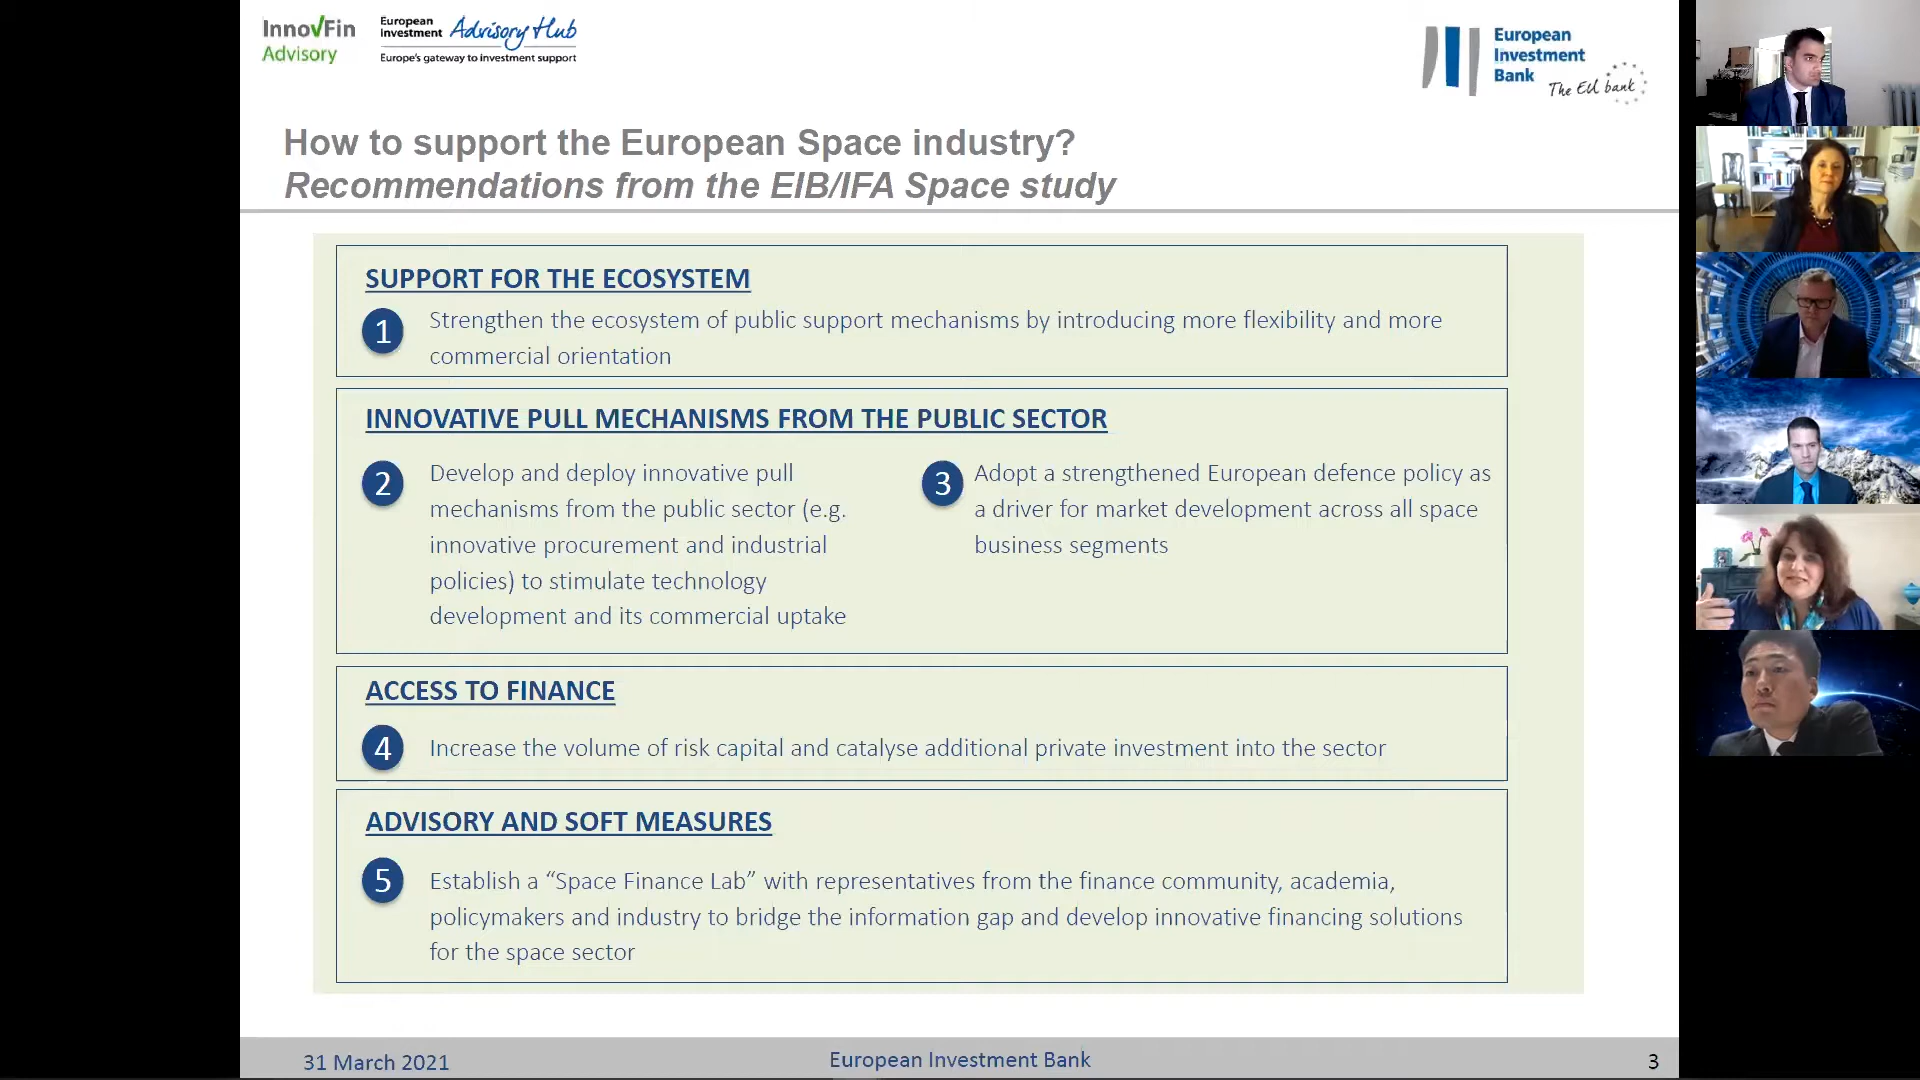 InnovFin
Advisory
European
Investment Advisory Hub
Europe's gateway to investment support
European
Investment
Bank
The EU bank
How to support the European Space industry?
Recommendations from the EIB/IFA Space study
SUPPORT FOR THE ECOSYSTEM
1 Strengthen the ecosystem of public support mechanisms by introducing more flexibility and more
commercial orientation
INNOVATIVE PULL MECHANISMS FROM THE PUBLIC SECTOR
2 Develop and deploy innovative pull
mechanisms from the public sector (e.g.
innovative procurement and industrial
policies) to stimulate technology
development and its commercial uptake
3 Adopt a strengthened European defence policy as
a driver for market development across all space
business segments
ACCESS TO FINANCE
4 Increase the volume of risk capital and catalyse additional private investment into the sector
ADVISORY AND SOFT MEASURES
5 Establish a “Space Finance Lab” with representatives from the finance community, academia,
policymakers and industry to bridge the information gap and develop innovative financing solutions
for the space sector
31 March 2021
European Investment Bank
3